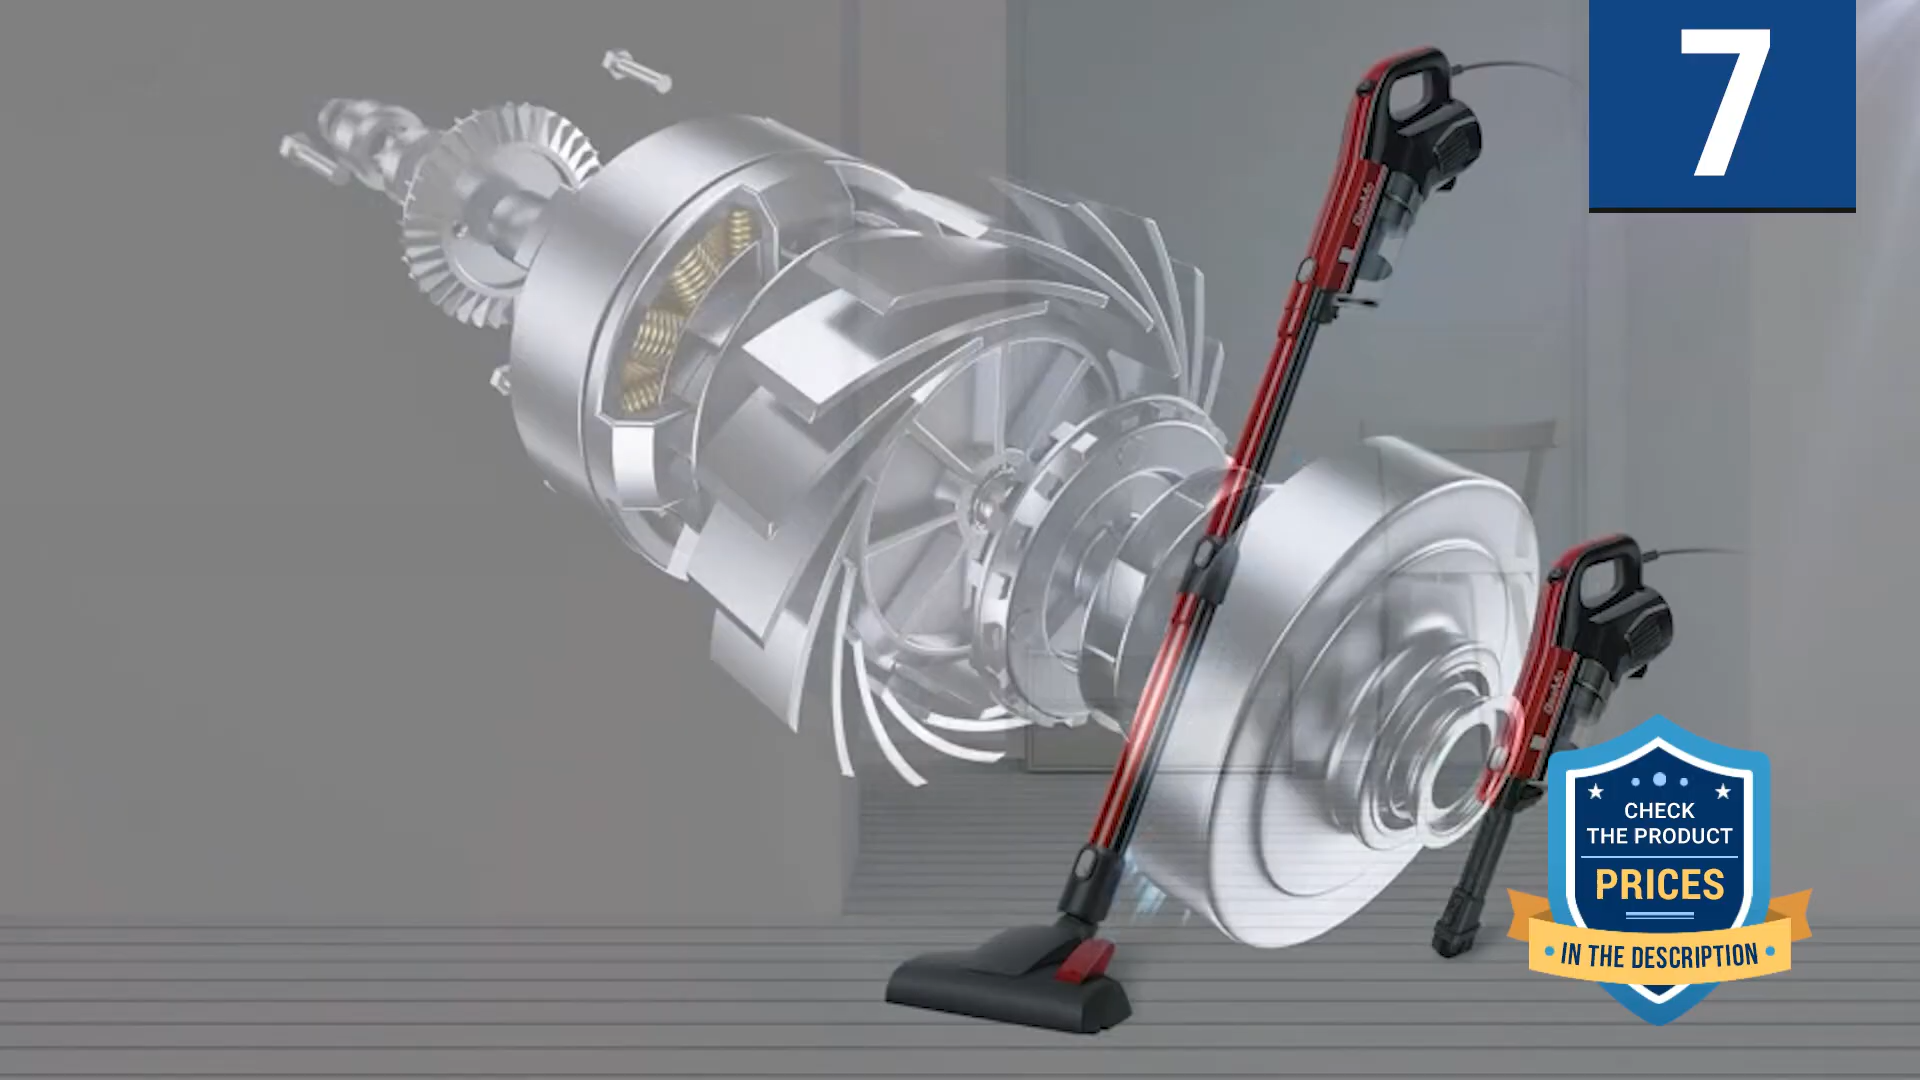 7
CHECK
THE PRODUCT
PRICES
IN THE DESCRIPTION